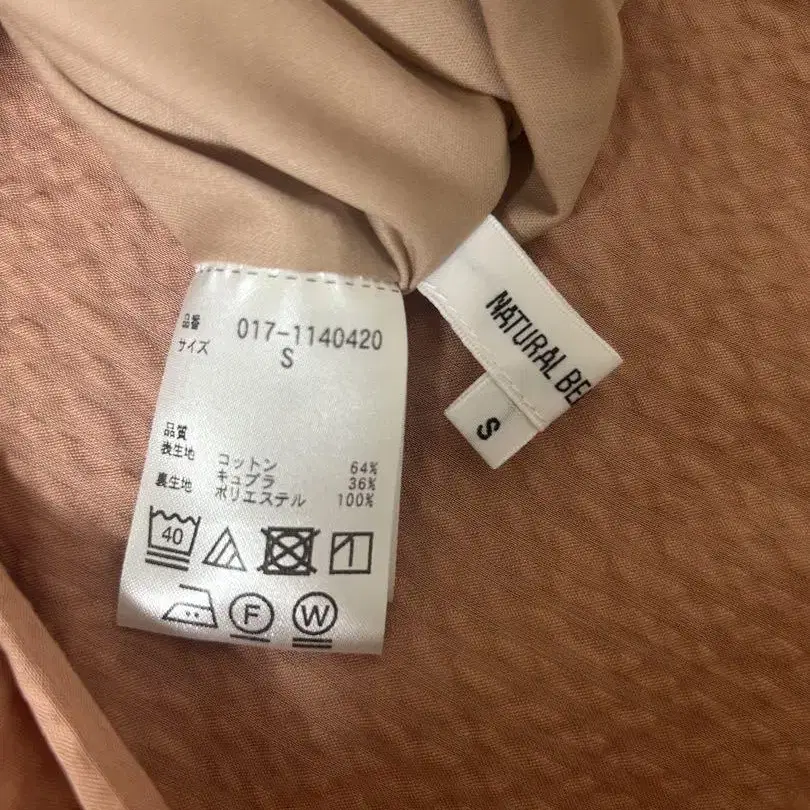 品番 017-1140420
サイズ S
品質
表生地 コットン 64%
キュプラ 36%
裏生地 ポリエステル 100%
40
F W
NATURAL BE
S